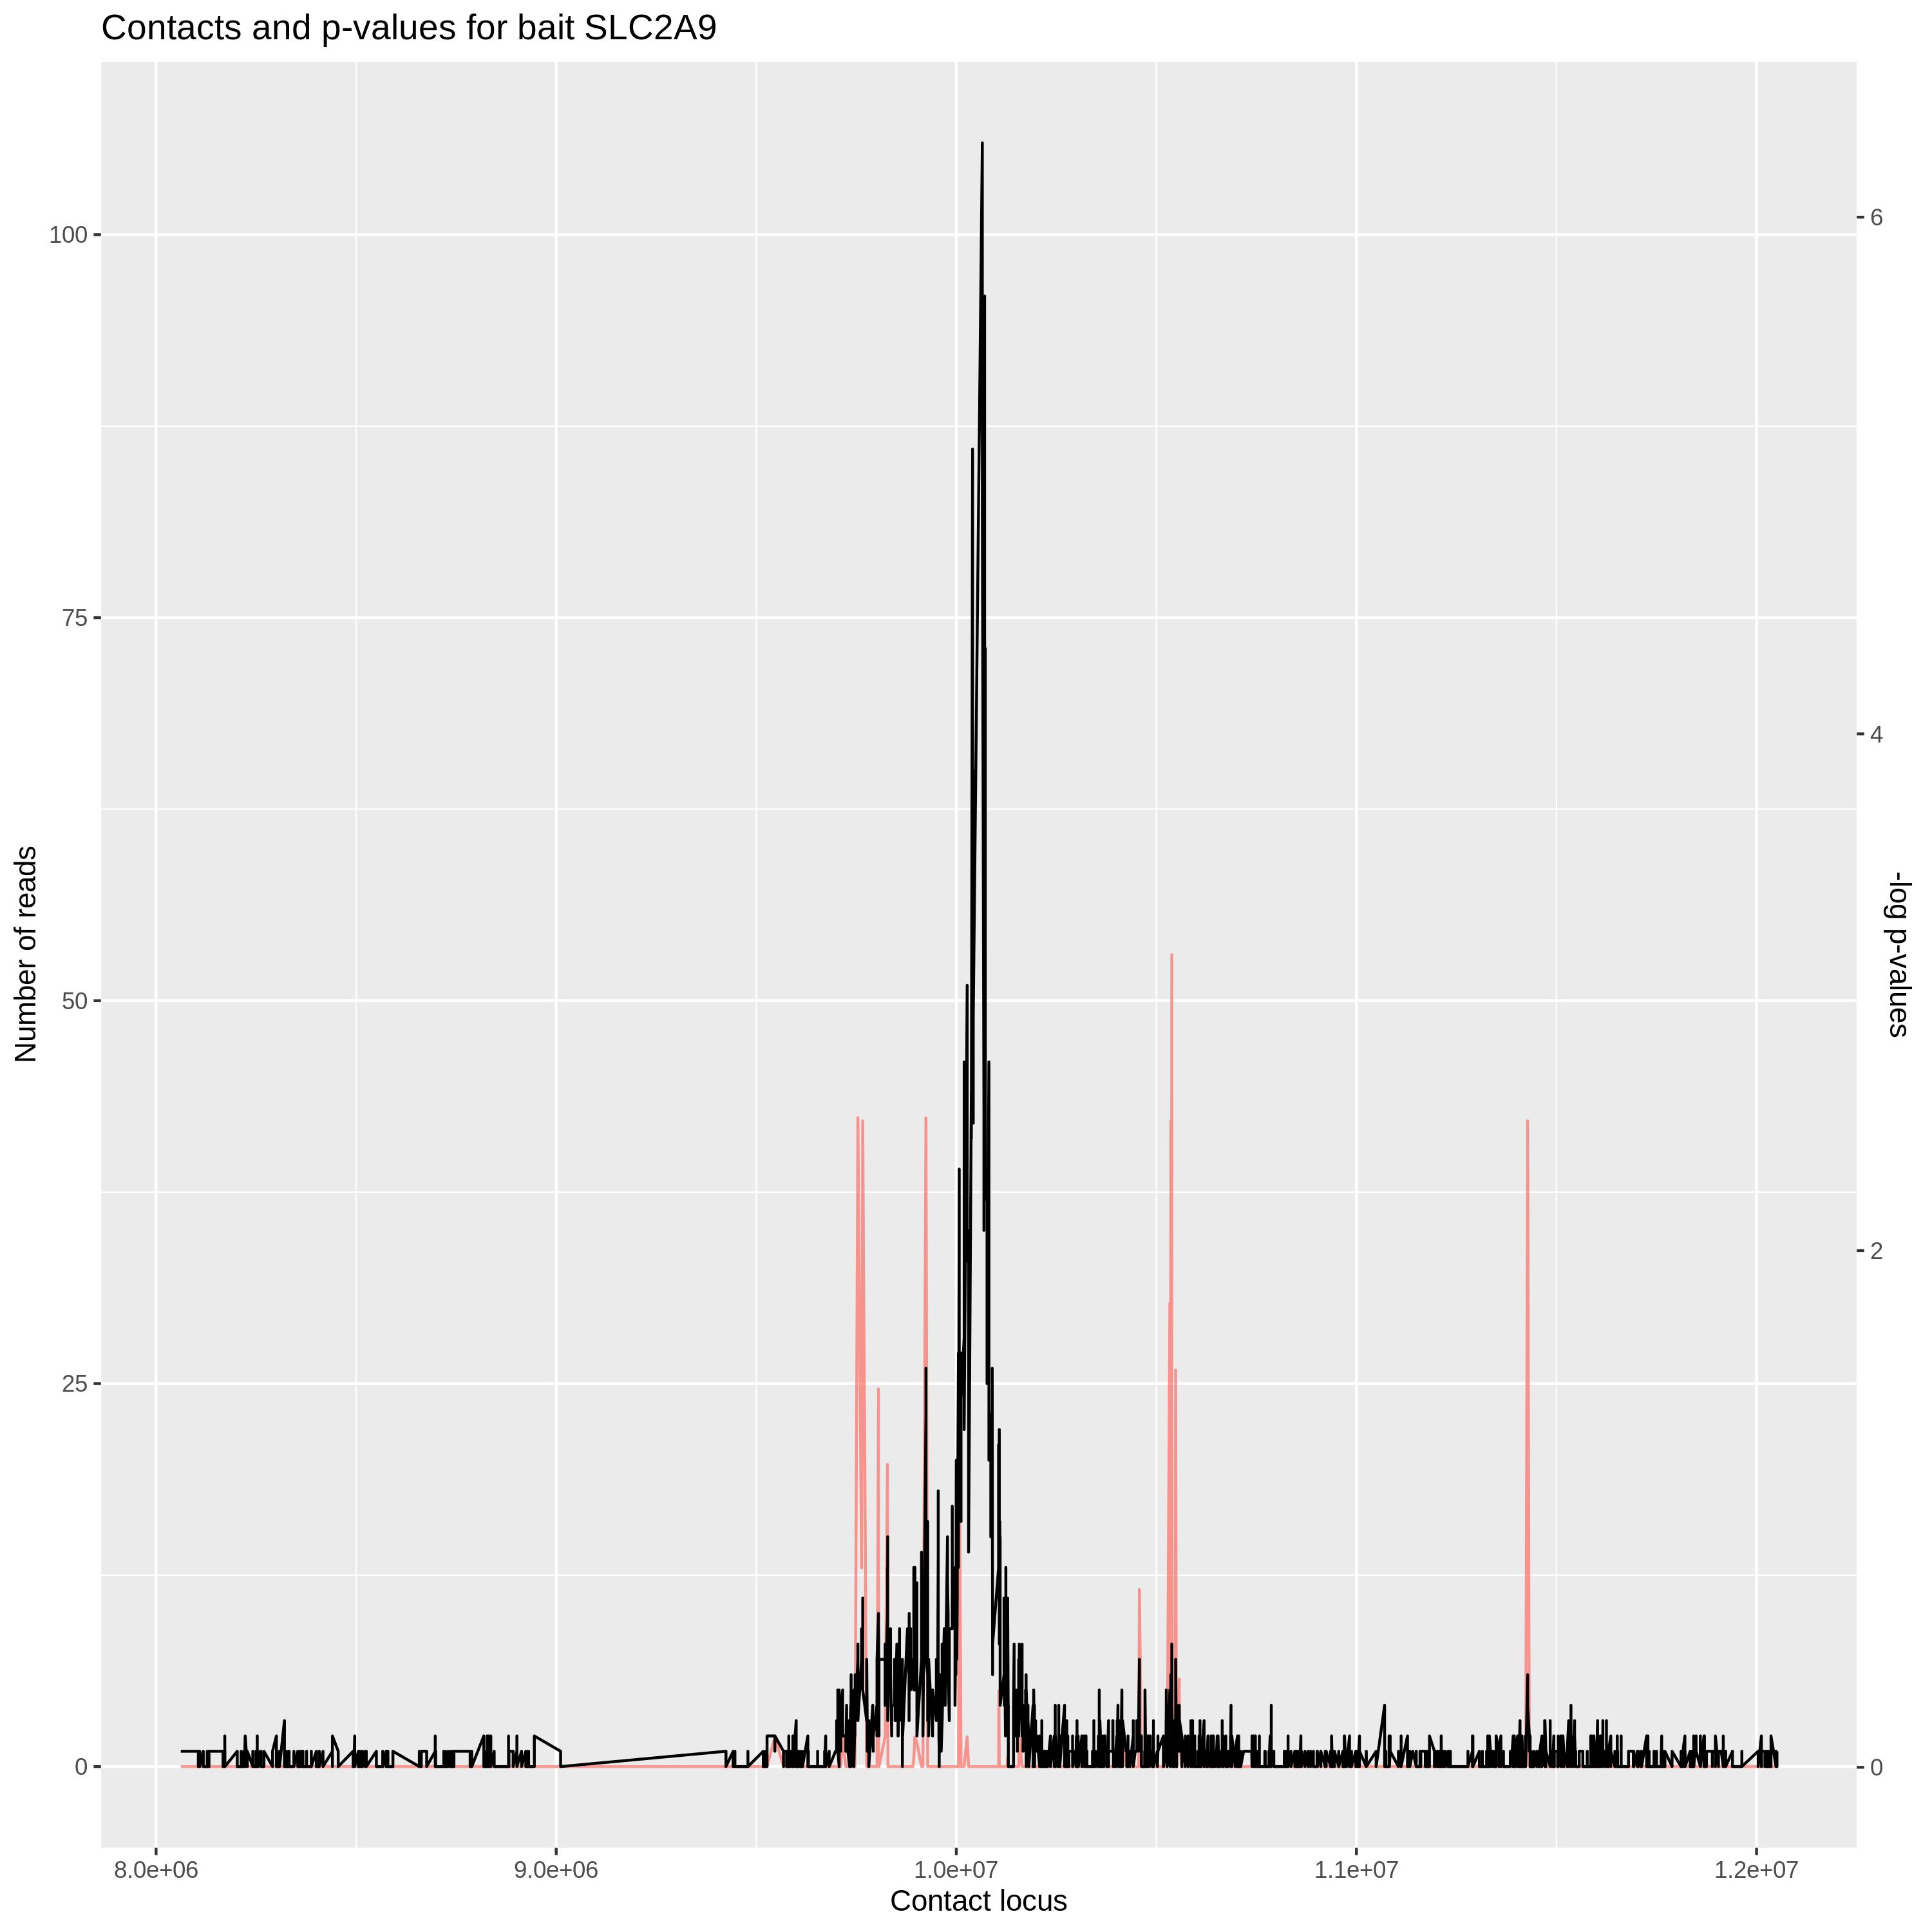 Contacts and p-values for bait SLC2A9
100
75
50
25
0
Number of reads
6
4
2
0
-log p-values
8.0e+06 9.0e+06 1.0e+07 1.1e+07 1.2e+07
Contact locus